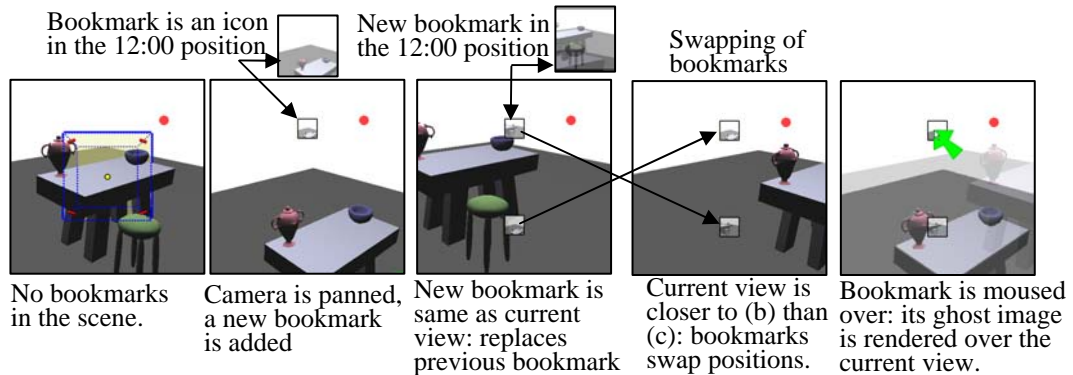 Bookmark is an icon
in the 12:00 position
New bookmark in
the 12:00 position
Swapping of
bookmarks
No bookmarks
in the scene.
Camera is panned,
a new bookmark
is added
New bookmark is
same as current
view: replaces
previous bookmark
Current view is
closer to (b) than
(c): bookmarks
swap positions.
Bookmark is moused
over: its ghost image
is rendered over the
current view.